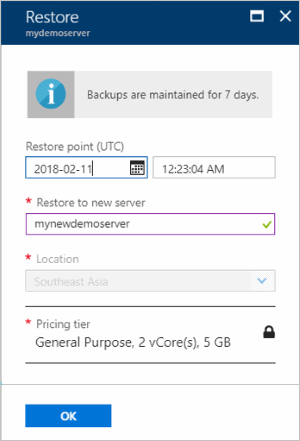 Restore
mydemoserver
Backups are maintained for 7 days.
Restore point (UTC)
2018-02-11 12:23:04 AM
* Restore to new server
mynewdemoserver
* Location
Southeast Asia
* Pricing tier
General Purpose, 2 vCore(s), 5 GB
OK